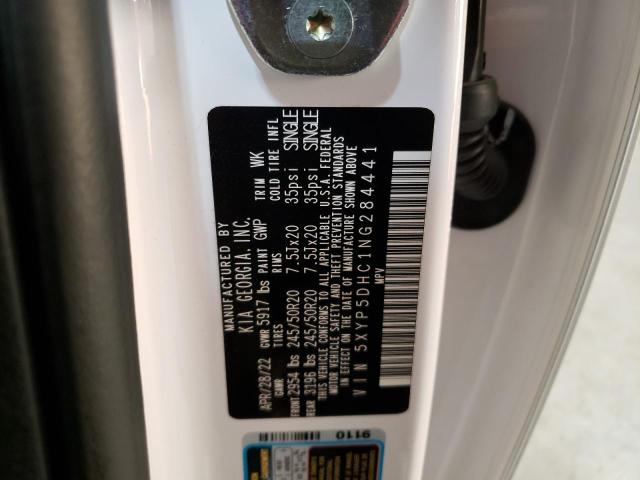 MANUFACTURED BY
KIA GEORGIA, INC.
APR/28/22 GVWR 5917 lbs PAINT GWP TRIM WK
GAWR TIRES RIMS COLD TIRE INFL
FRONT 2954 lbs 245/50R20 7.5Jx20 35psi SINGLE
REAR 3196 lbs 245/50R20 7.5Jx20 35psi SINGLE
THIS VEHICLE CONFORMS TO ALL APPLICABLE U.S.A. FEDERAL
MOTOR VEHICLE SAFETY AND THEFT PREVENTION STANDARDS
IN EFFECT ON THE DATE OF MANUFACTURE SHOWN ABOVE
VIN 5XYP5DHC1NG284441
MPV
9110